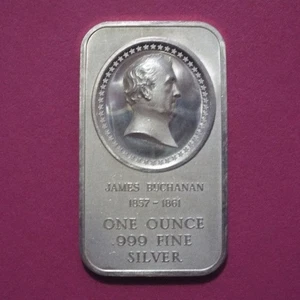 JAMES BUCHANAN
1857 - 1861
ONE OUNCE
.999 FINE
SILVER